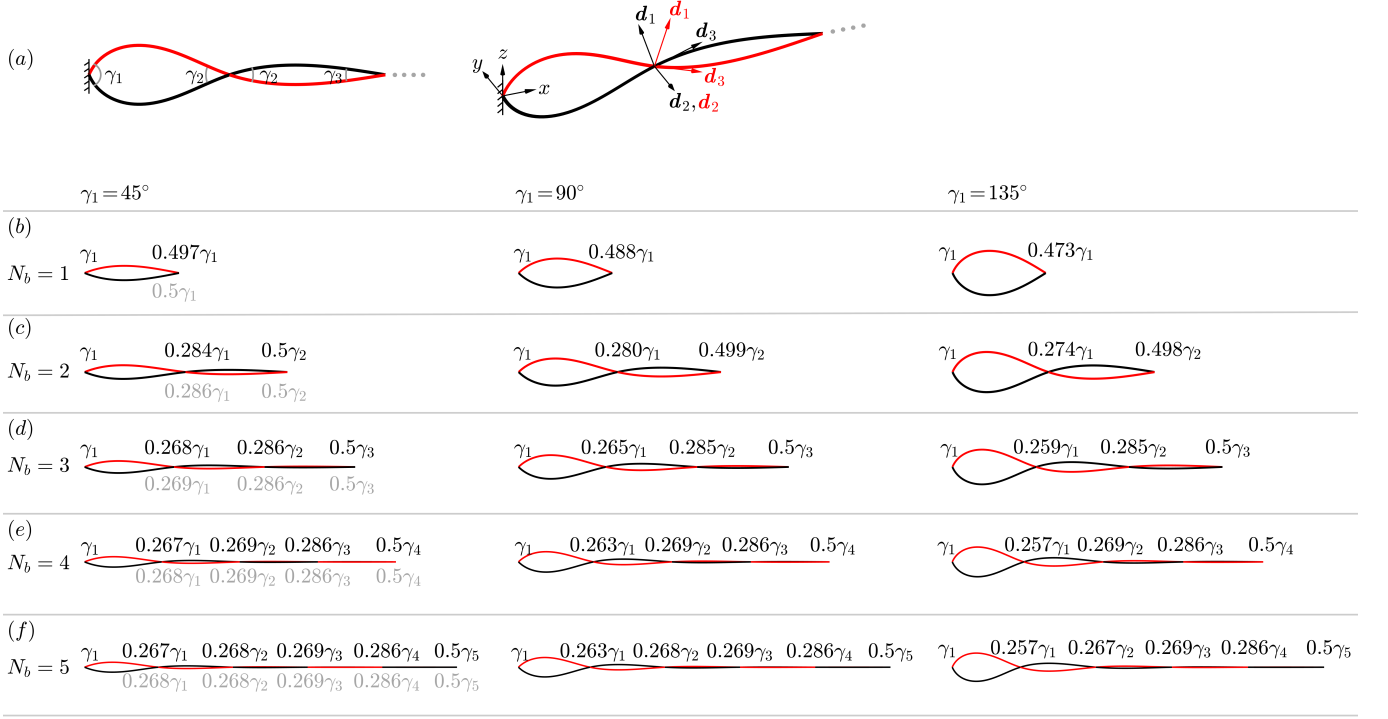 (a)
γ₁ γ₂ γ₂ γ₃
d₁ d₁
d₃
z
y
x
d₃
d₂, d₂
γ₁ = 45° γ₁ = 90° γ₁ = 135°
(b)
γ₁ 0.497γ₁ γ₁ 0.488γ₁ γ₁ 0.473γ₁
N_b = 1
0.5γ₁
(c)
γ₁ 0.284γ₁ 0.5γ₂ γ₁ 0.280γ₁ 0.499γ₂ γ₁ 0.274γ₁ 0.498γ₂
N_b = 2
0.286γ₁ 0.5γ₂
(d)
γ₁ 0.268γ₁ 0.286γ₂ 0.5γ₃ γ₁ 0.265γ₁ 0.285γ₂ 0.5γ₃ γ₁ 0.259γ₁ 0.285γ₂ 0.5γ₃
N_b = 3
0.269γ₁ 0.286γ₂ 0.5γ₃
(e)
γ₁ 0.267γ₁ 0.269γ₂ 0.286γ₃ 0.5γ₄ γ₁ 0.263γ₁ 0.269γ₂ 0.286γ₃ 0.5γ₄ γ₁ 0.257γ₁ 0.269γ₂ 0.286γ₃ 0.5γ₄
N_b = 4
0.268γ₁ 0.269γ₂ 0.286γ₃ 0.5γ₄
(f)
γ₁ 0.267γ₁ 0.268γ₂ 0.269γ₃ 0.286γ₄ 0.5γ₅ γ₁ 0.263γ₁ 0.268γ₂ 0.269γ₃ 0.286γ₄ 0.5γ₅ γ₁ 0.257γ₁ 0.267γ₂ 0.269γ₃ 0.286γ₄ 0.5γ₅
N_b = 5
0.268γ₁ 0.268γ₂ 0.269γ₃ 0.286γ₄ 0.5γ₅